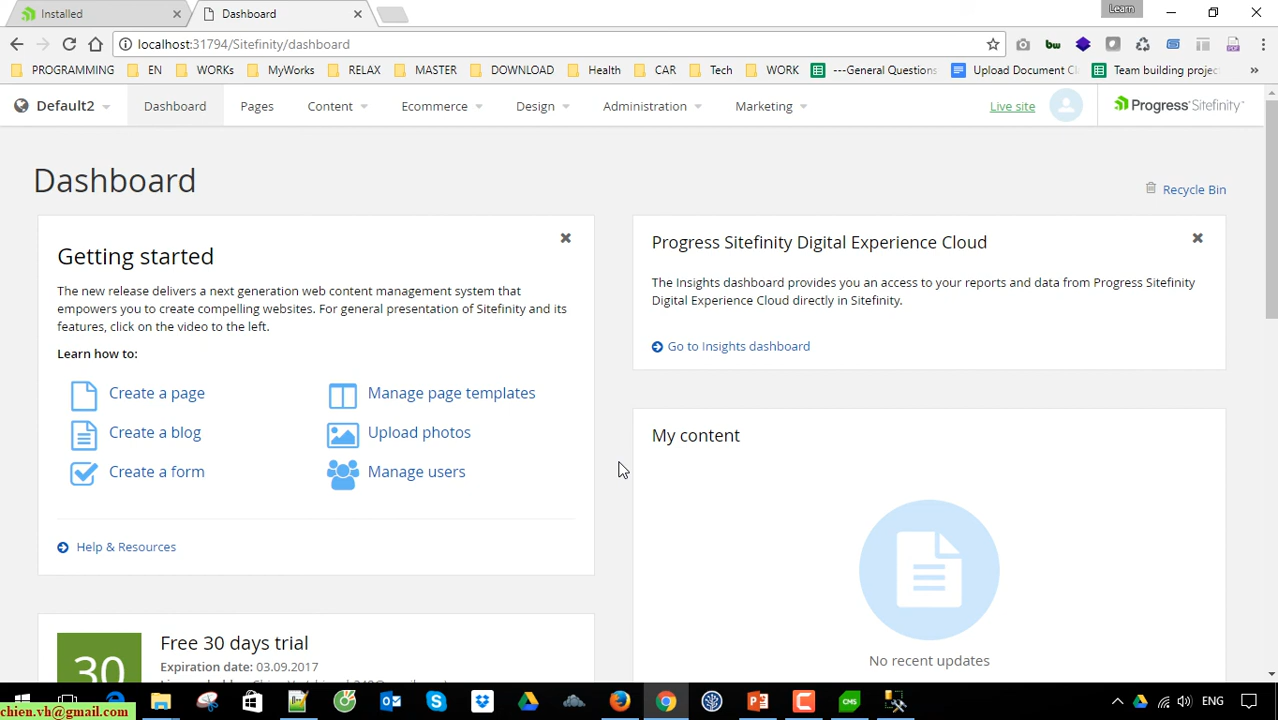 Installed
Dashboard
Learn
localhost:31794/Sitefinity/dashboard
PROGRAMMING EN WORKs MyWorks RELAX MASTER DOWNLOAD Health CAR Tech WORK ---General Questions Upload Document Team building projec
Default2 Dashboard Pages Content Ecommerce Design Administration Marketing Live site Progress Sitefinity
Dashboard
Recycle Bin
Getting started
The new release delivers a next generation web content management system that
empowers you to create compelling websites. For general presentation of Sitefinity and its
features, click on the video to the left.
Learn how to:
Create a page
Manage page templates
Create a blog
Upload photos
Create a form
Manage users
Help & Resources
Progress Sitefinity Digital Experience Cloud
The Insights dashboard provides you an access to your reports and data from Progress Sitefinity
Digital Experience Cloud directly in Sitefinity.
Go to Insights dashboard
My content
No recent updates
30
Free 30 days trial
Expiration date: 03.09.2017
ENG
chien.vh@gmail.com